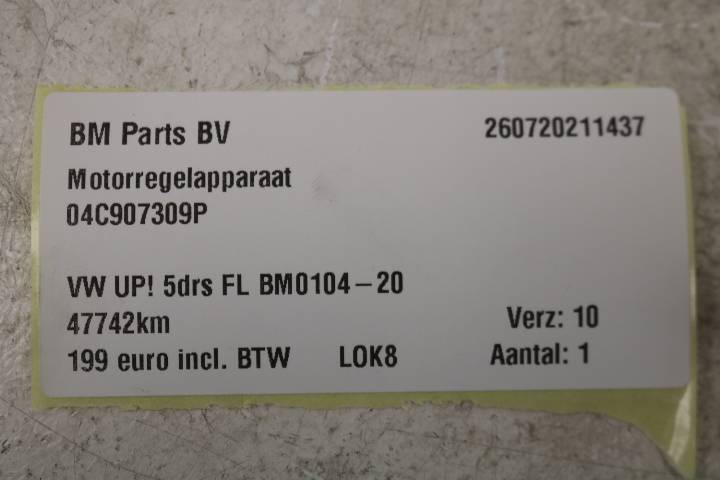 BM Parts BV 260720211437
Motorregelapparaat
04C907309P
VW UP! 5drs FL BM0104-20
47742km Verz: 10
199 euro incl. BTW LOK8 Aantal: 1